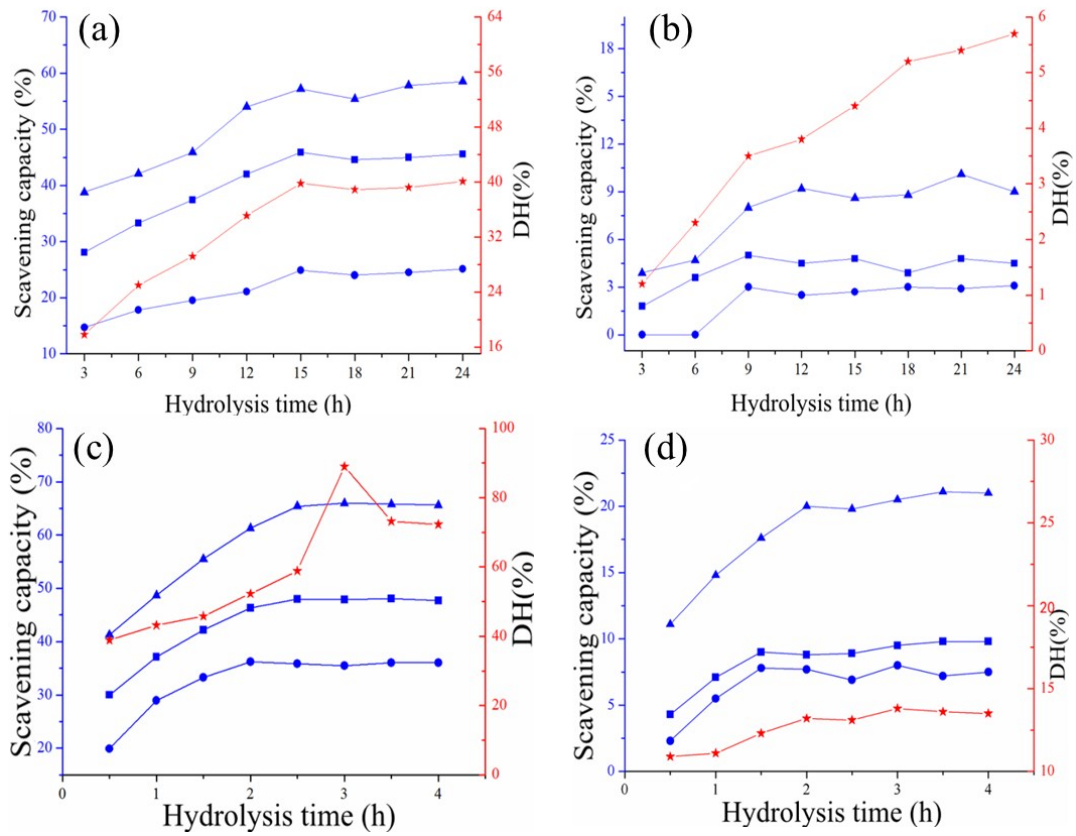 (a)
70
60
50
40
30
20
10
Scavening capacity (%)
64
56
48
40
32
24
16
DH(%)
3 6 9 12 15 18 21 24
Hydrolysis time (h)
(b)
18
5
12
9
6
3
0
Scavening capacity (%)
6
5
4
3
2
1
0
DH(%)
3 6 9 12 15 18 21 24
Hydrolysis time (h)
(c)
80
70
60
50
40
30
20
Scavening capacity (%)
100
80
60
40
20
0
DH(%)
0 1 2 3 4
Hydrolysis time (h)
(d)
25
20
15
10
5
0
Scavening capacity (%)
30
25
20
15
10
DH(%)
0 1 2 3 4
Hydrolysis time (h)